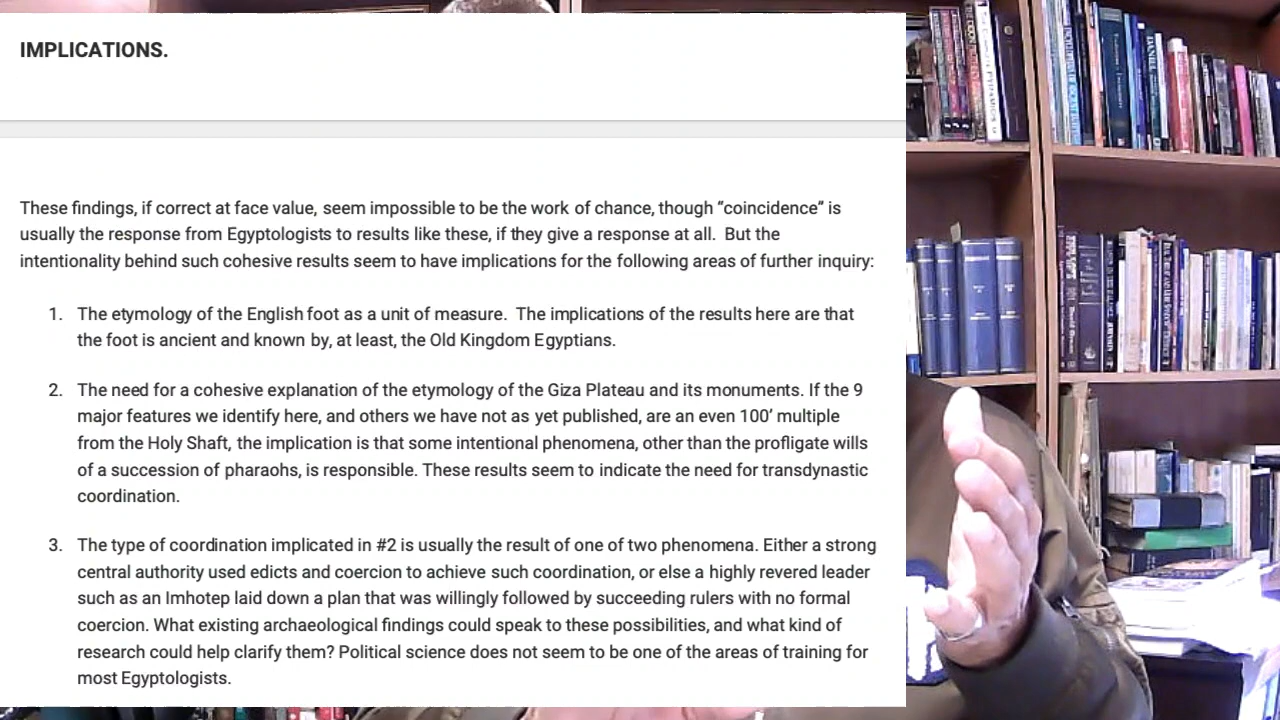 IMPLICATIONS.
These findings, if correct at face value, seem impossible to be the work of chance, though “coincidence” is
usually the response from Egyptologists to results like these, if they give a response at all.  But the
intentionality behind such cohesive results seem to have implications for the following areas of further inquiry:
1. The etymology of the English foot as a unit of measure.  The implications of the results here are that
the foot is ancient and known by, at least, the Old Kingdom Egyptians.
2. The need for a cohesive explanation of the etymology of the Giza Plateau and its monuments. If the 9
major features we identify here, and others we have not as yet published, are an even 100’ multiple
from the Holy Shaft, the implication is that some intentional phenomena, other than the profligate wills
of a succession of pharaohs, is responsible. These results seem to indicate the need for transdynastic
coordination.
3. The type of coordination implicated in #2 is usually the result of one of two phenomena. Either a strong
central authority used edicts and coercion to achieve such coordination, or else a highly revered leader
such as an Imhotep laid down a plan that was willingly followed by succeeding rulers with no formal
coercion. What existing archaeological findings could speak to these possibilities, and what kind of
research could help clarify them? Political science does not seem to be one of the areas of training for
most Egyptologists.
DANIEL